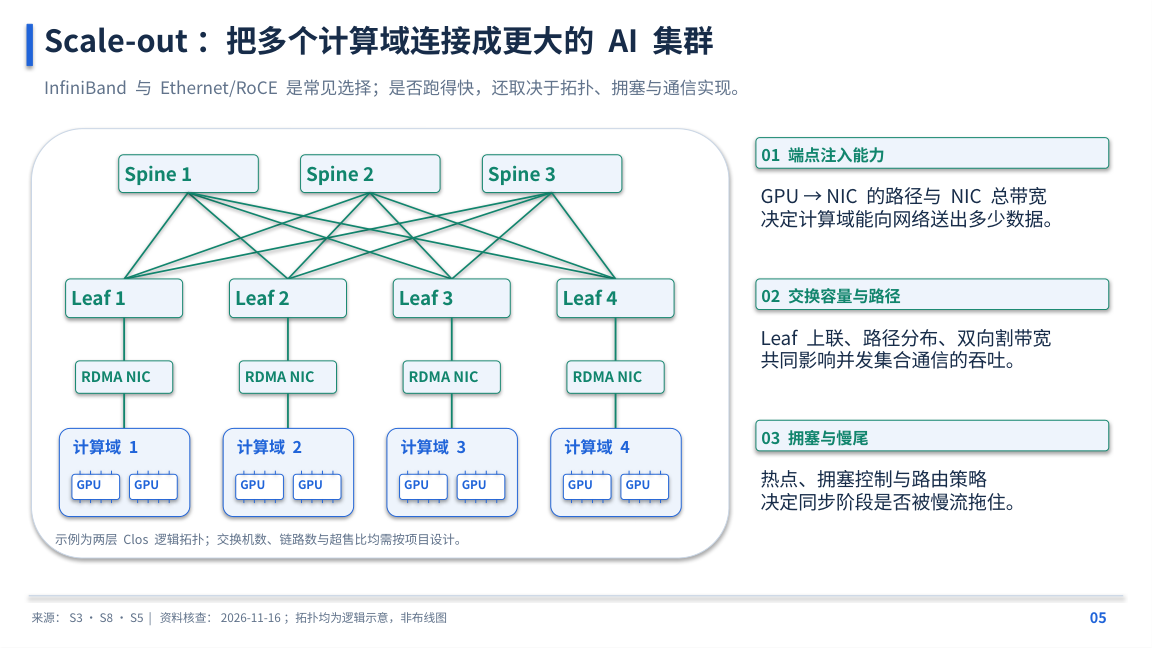 Scale-out：把多个计算域连接成更大的 AI 集群
InfiniBand 与 Ethernet/RoCE 是常见选择；是否跑得快，还取决于拓扑、拥塞与通信实现。
Spine 1
Spine 2
Spine 3
Leaf 1
Leaf 2
Leaf 3
Leaf 4
RDMA NIC
RDMA NIC
RDMA NIC
RDMA NIC
计算域 1
计算域 2
计算域 3
计算域 4
GPU
GPU
GPU
GPU
GPU
GPU
GPU
GPU
示例为两层 Clos 逻辑拓扑；交换机数、链路数与超售比均需按项目设计。
01 端点注入能力
GPU → NIC 的路径与 NIC 总带宽
决定计算域能向网络送出多少数据。
02 交换容量与路径
Leaf 上联、路径分布、双向割带宽
共同影响并发集合通信的吞吐。
03 拥塞与慢尾
热点、拥塞控制与路由策略
决定同步阶段是否被慢流拖住。
来源： S3 · S8 · S5 | 资料核查： 2026-11-16；拓扑均为逻辑示意，非布线图
05